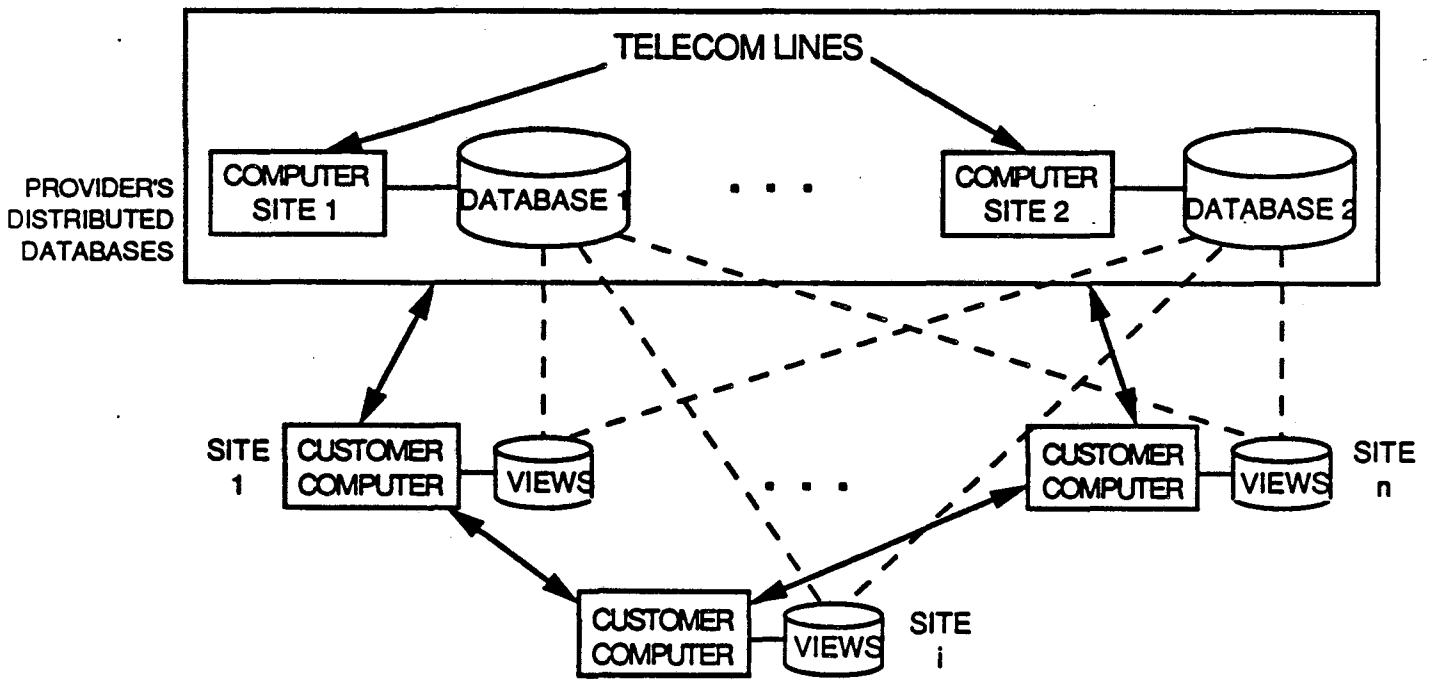 TELECOM LINES
COMPUTER
SITE 1
DATABASE 1
. . .
COMPUTER
SITE 2
DATABASE 2
PROVIDER'S
DISTRIBUTED
DATABASES
SITE
1
CUSTOMER
COMPUTER
VIEWS
. . .
CUSTOMER
COMPUTER
VIEWS
SITE
n
CUSTOMER
COMPUTER
VIEWS
SITE
i